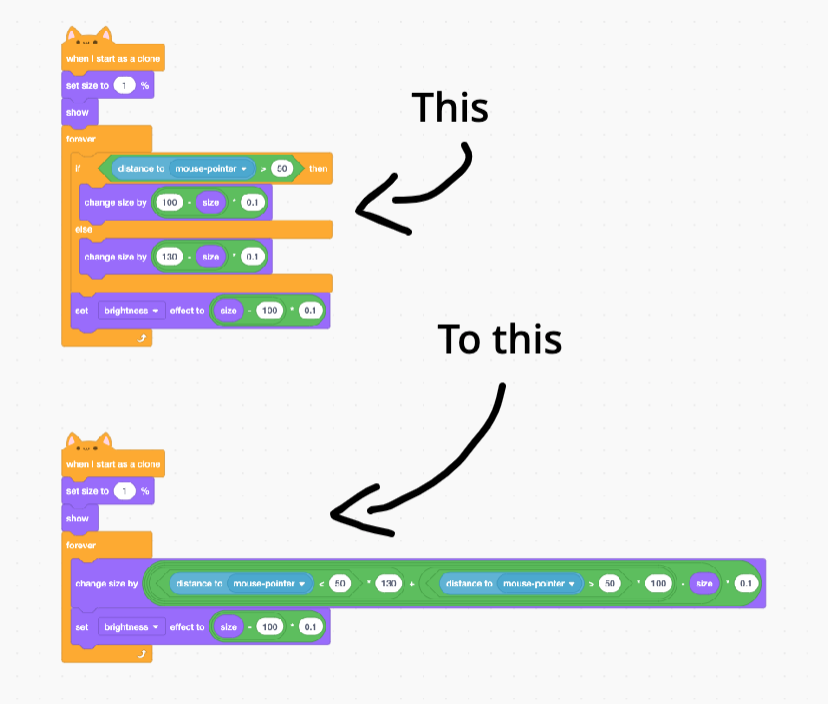 when I start as a clone
set size to 1 %
show
forever
if distance to mouse-pointer > 50 then
change size by 100 - size * 0.1
else
change size by 130 - size * 0.1
set brightness effect to size - 100 * 0.1
This
To this
when I start as a clone
set size to 1 %
show
forever
change size by distance to mouse-pointer < 50 * 130 + distance to mouse-pointer > 50 * 100 - size * 0.1
set brightness effect to size - 100 * 0.1